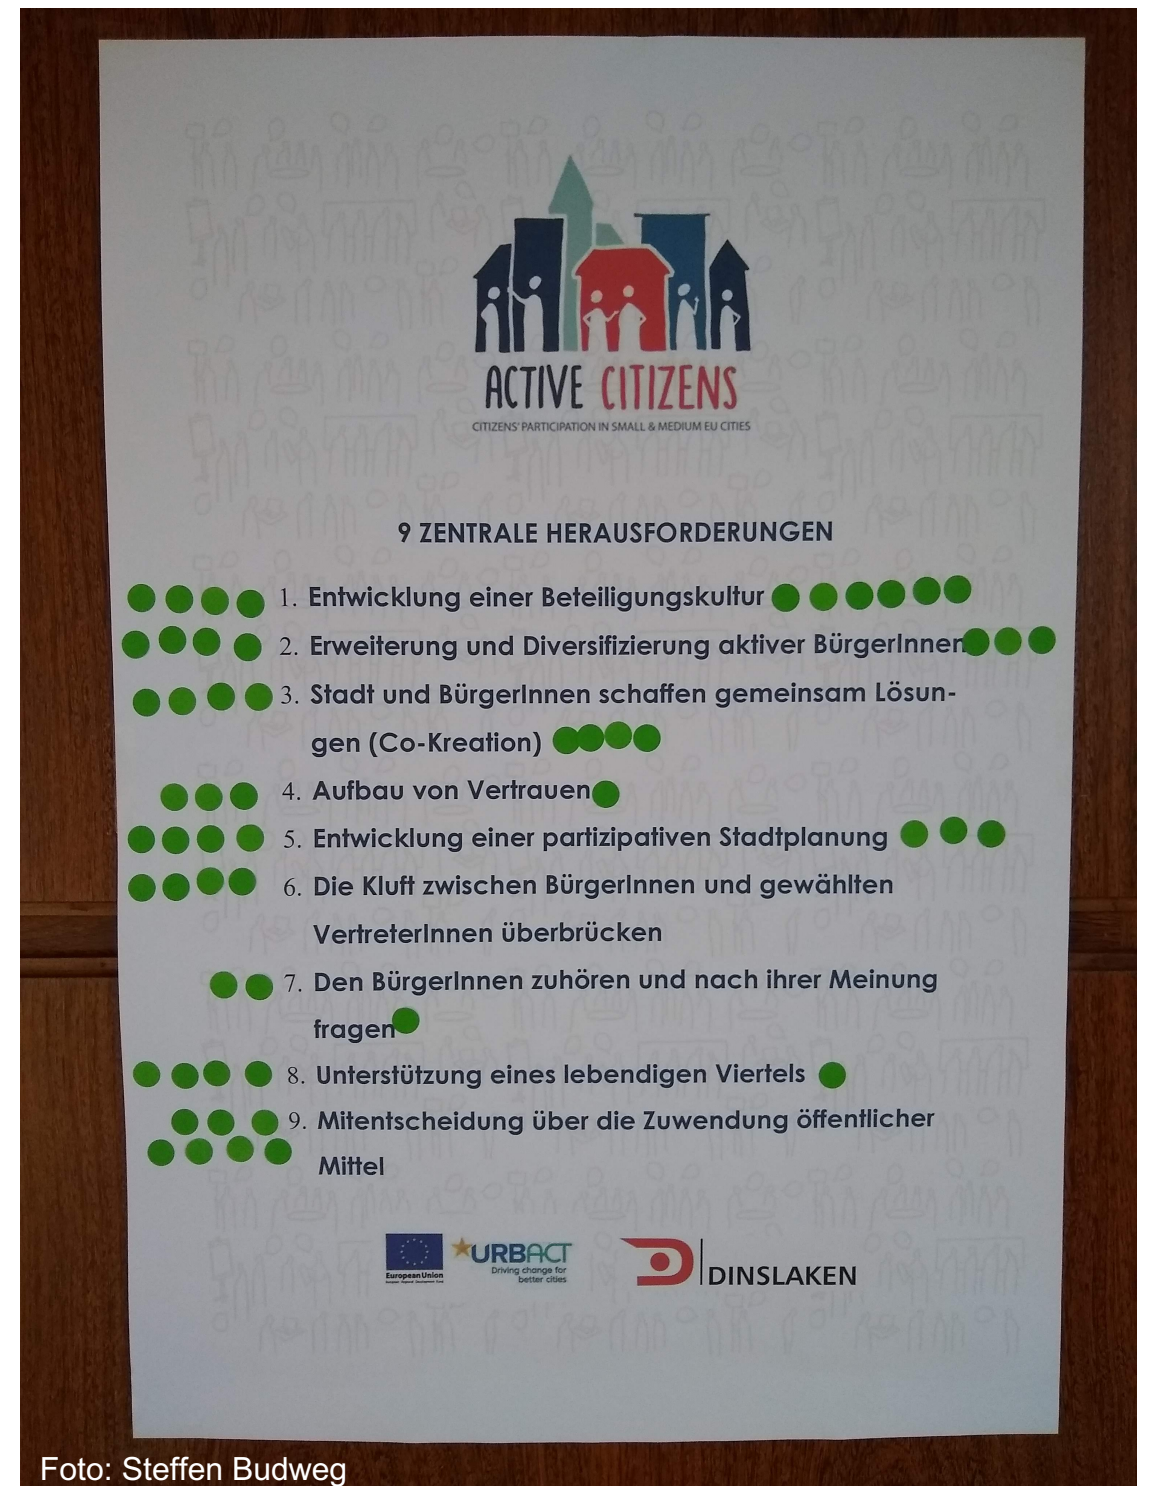 ACTIVE CITIZENS
CITIZENS' PARTICIPATION IN SMALL & MEDIUM EU CITIES
9 ZENTRALE HERAUSFORDERUNGEN
1. Entwicklung einer Beteiligungskultur
2. Erweiterung und Diversifizierung aktiver BürgerInnen
3. Stadt und BürgerInnen schaffen gemeinsam Lösun-
gen (Co-Kreation)
4. Aufbau von Vertrauen
5. Entwicklung einer partizipativen Stadtplanung
6. Die Kluft zwischen BürgerInnen und gewählten
VertreterInnen überbrücken
7. Den BürgerInnen zuhören und nach ihrer Meinung
fragen
8. Unterstützung eines lebendigen Viertels
9. Mitentscheidung über die Zuwendung öffentlicher
Mittel
European Union
URBACT
Driving change for
better cities
DINSLAKEN
Foto: Steffen Budweg